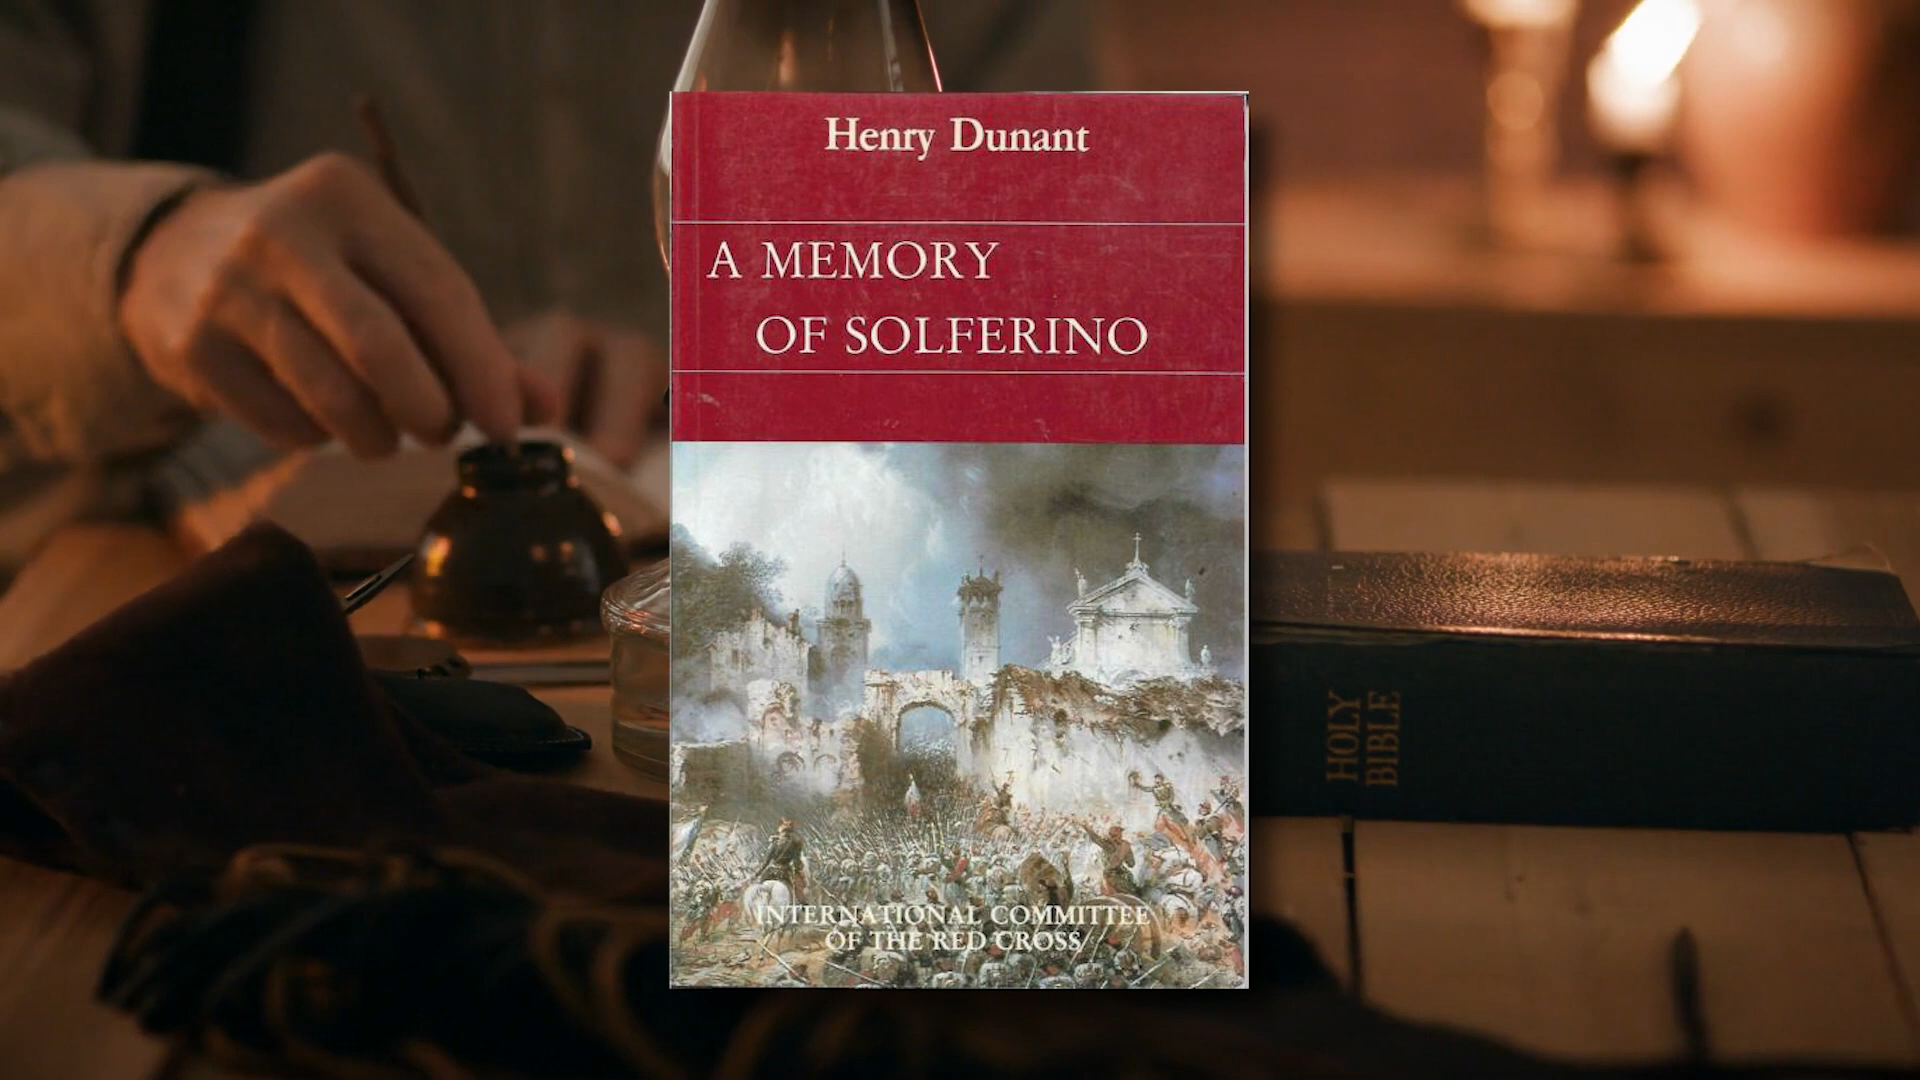 Henry Dunant
A MEMORY
OF SOLFERINO
INTERNATIONAL COMMITTEE
OF THE RED CROSS
HOLY
BIBLE